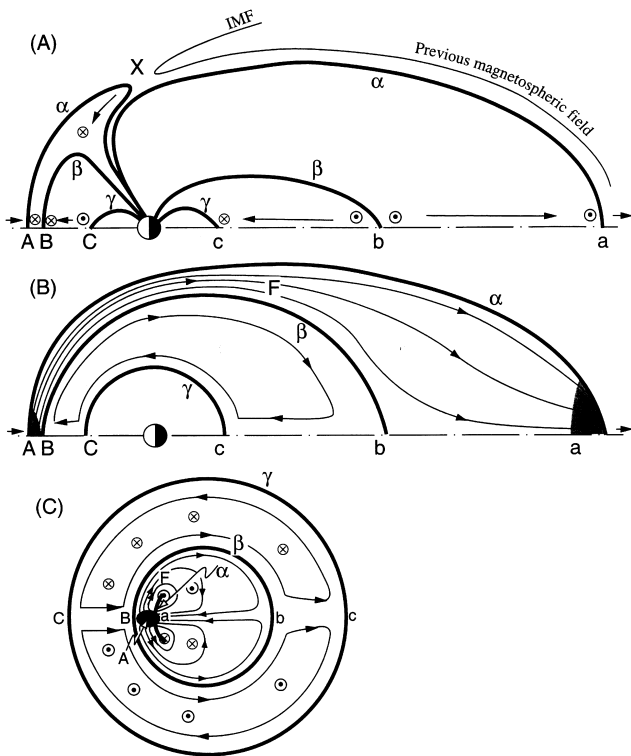 (A)
IMF
X
Previous magnetospheric field
α
α
β
β
γ
γ
A B C c b a
(B)
F
α
β
γ
A B C c b a
(C)
γ
β
F
α
C B a b c
A